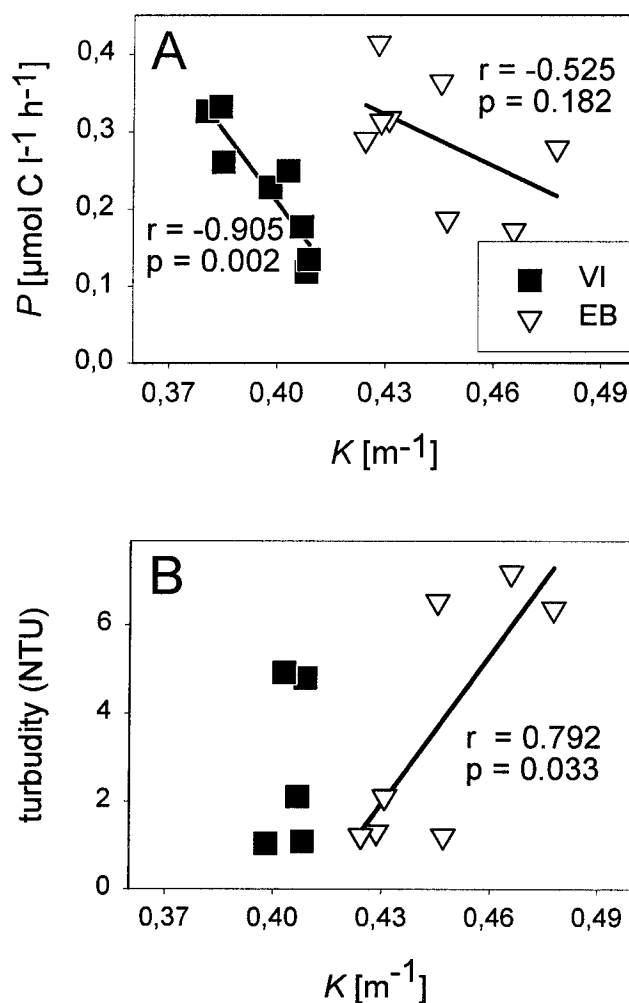 A
0,4
0,3
0,2
0,1
0,0
P [µmol C l-1 h-1]
r = -0.525
p = 0.182
r = -0.905
p = 0.002
VI
EB
0,37 0,40 0,43 0,46 0,49
K [m-1]
B
6
4
2
0
turbudity (NTU)
r = 0.792
p = 0.033
0,37 0,40 0,43 0,46 0,49
K [m-1]